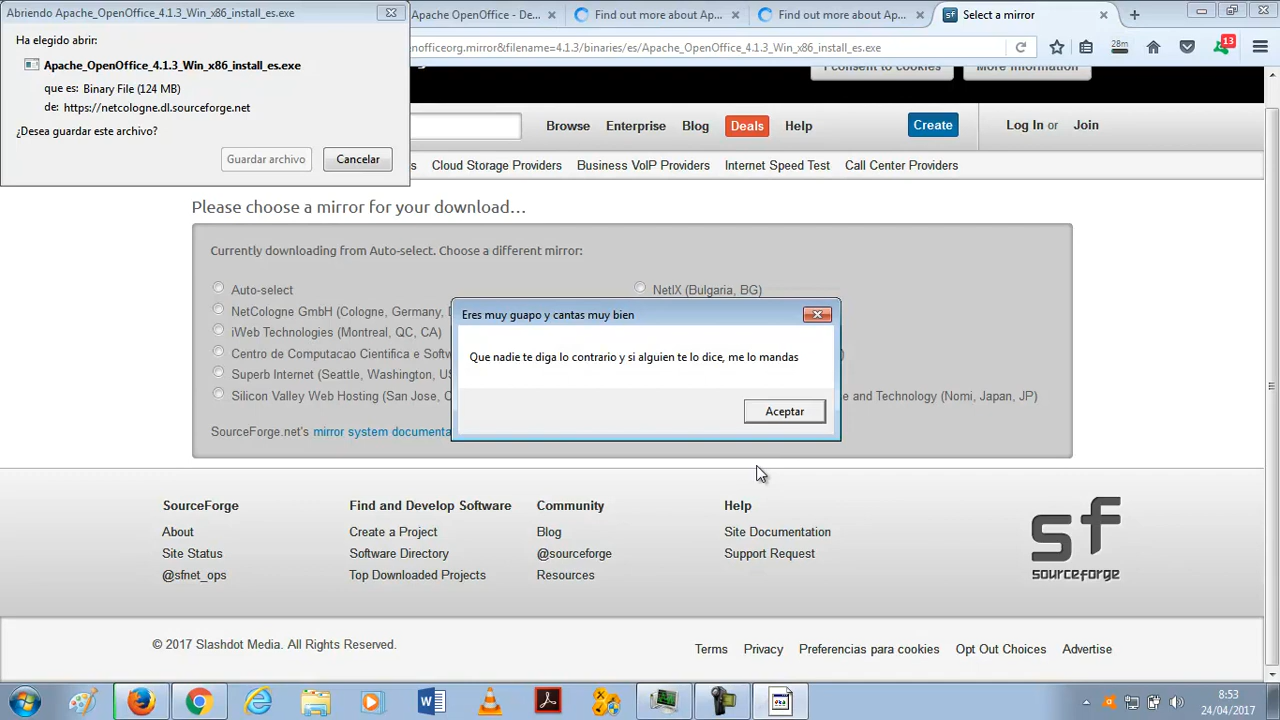 Abriendo Apache_OpenOffice_4.1.3_Win_x86_install_es.exe
Apache OpenOffice - De...
Find out more about Ap...
Find out more about Ap...
Select a mirror
Ha elegido abrir:
Apache_OpenOffice_4.1.3_Win_x86_install_es.exe
que es: Binary File (124 MB)
de: https://netcologne.dl.sourceforge.net
¿Desea guardar este archivo?
Guardar archivo
Cancelar
officeorg.mirror&filename=4.1.3/binaries/es/Apache_OpenOffice_4.1.3_Win_x86_install_es.exe
28m
13
I consent to cookies
More information
Browse
Enterprise
Blog
Deals
Help
Create
Log In or Join
Cloud Storage Providers
Business VoIP Providers
Internet Speed Test
Call Center Providers
Please choose a mirror for your download...
Currently downloading from Auto-select. Choose a different mirror:
Auto-select
NetIX (Bulgaria, BG)
NetCologne GmbH (Cologne, Germany,
iWeb Technologies (Montreal, QC, CA)
Centro de Computacao Cientifica e Softw
Superb Internet (Seattle, Washington, US
Silicon Valley Web Hosting (San Jose, C
e and Technology (Nomi, Japan, JP)
SourceForge.net's mirror system documenta
Eres muy guapo y cantas muy bien
Que nadie te diga lo contrario y si alguien te lo dice, me lo mandas
Aceptar
SourceForge
About
Site Status
@sfnet_ops
Find and Develop Software
Create a Project
Software Directory
Top Downloaded Projects
Community
Blog
@sourceforge
Resources
Help
Site Documentation
Support Request
sf
sourceforge
© 2017 Slashdot Media. All Rights Reserved.
Terms
Privacy
Preferencias para cookies
Opt Out Choices
Advertise
8:53
24/04/2017